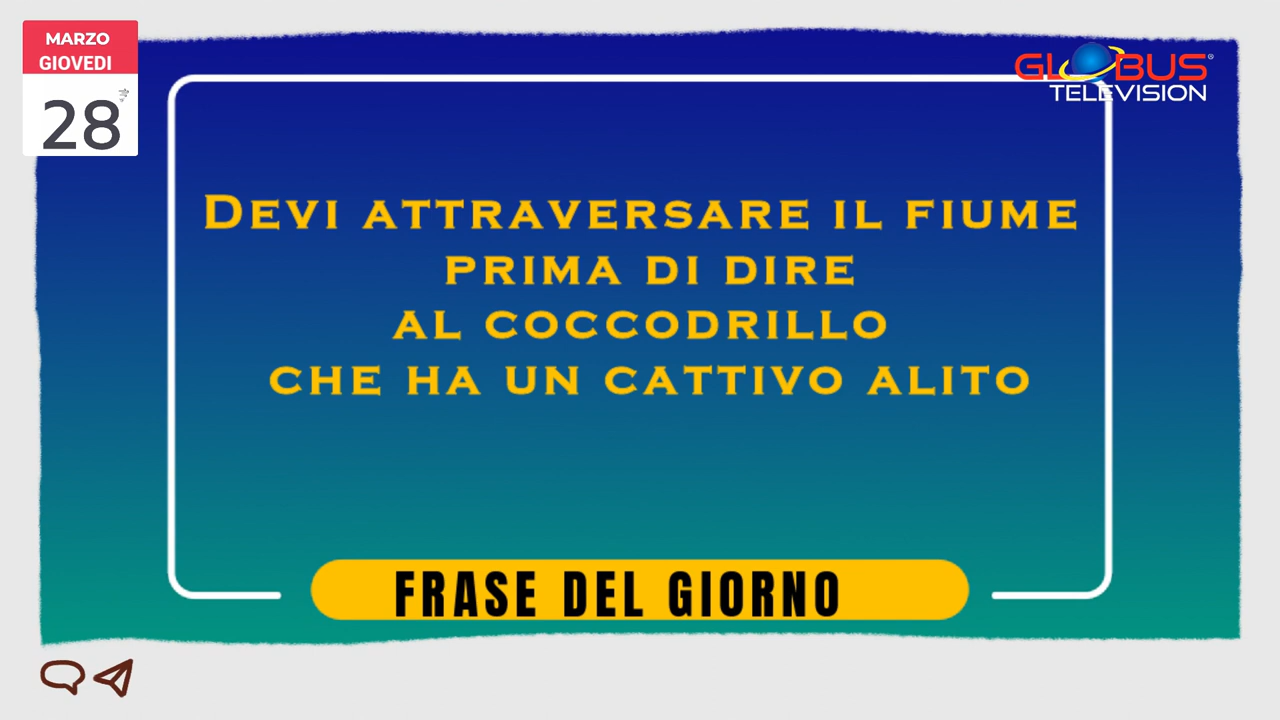 MARZO
GIOVEDI
28
GLOBUS®
TELEVISION
DEVI ATTRAVERSARE IL FIUME
PRIMA DI DIRE
AL COCCODRILLO
CHE HA UN CATTIVO ALITO
FRASE DEL GIORNO